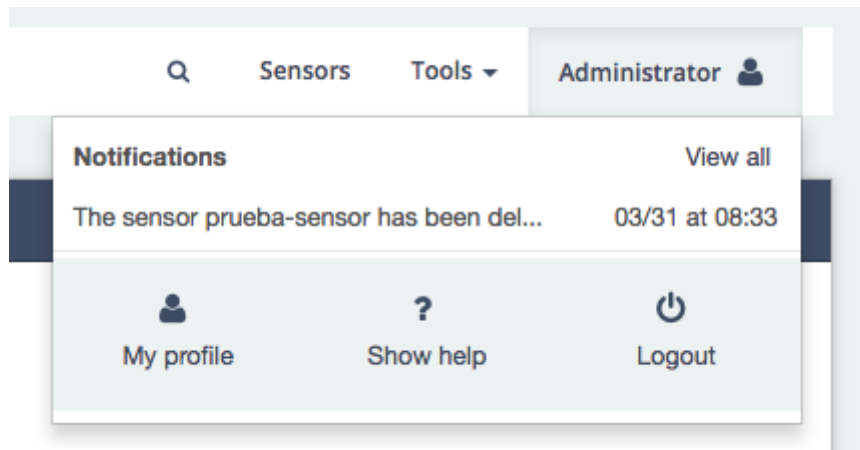 Sensors Tools Administrator
Notifications View all
The sensor prueba-sensor has been del... 03/31 at 08:33
?
My profile Show help Logout